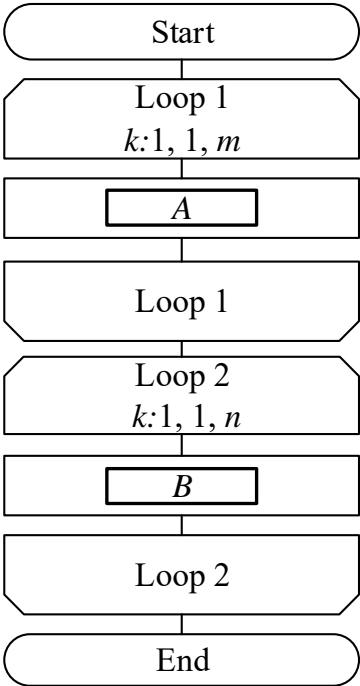 Start
Loop 1
k:1, 1, m
A
Loop 1
Loop 2
k:1, 1, n
B
Loop 2
End